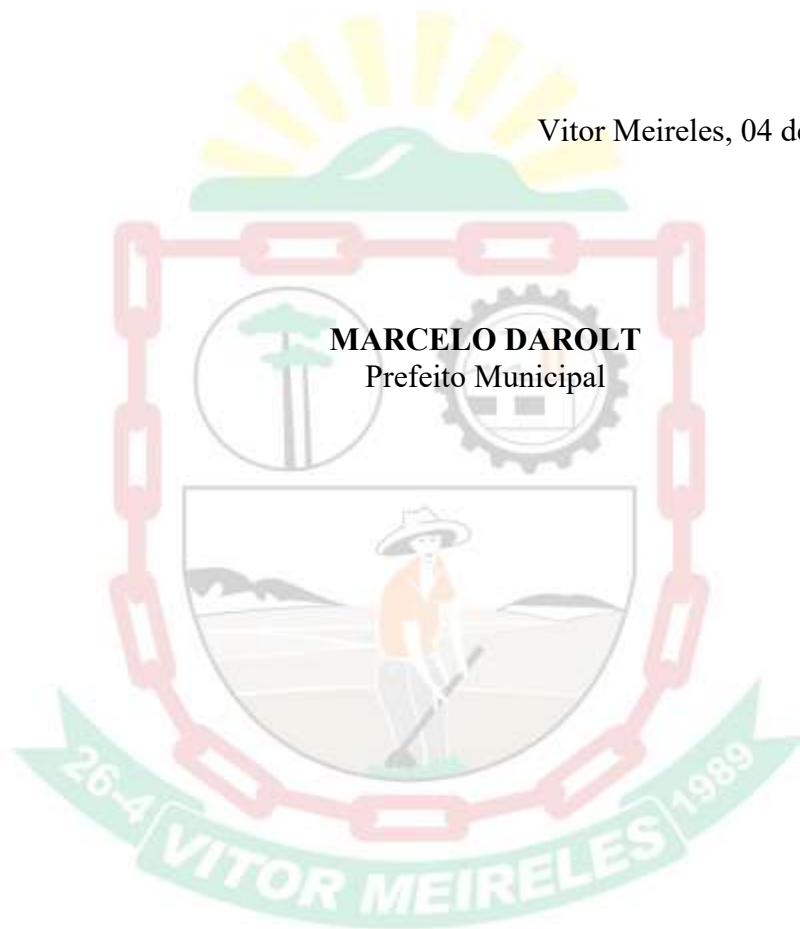 Vitor Meireles, 04 de
MARCELO DAROLT
Prefeito Municipal
26-4 VITOR MEIRELES 1989